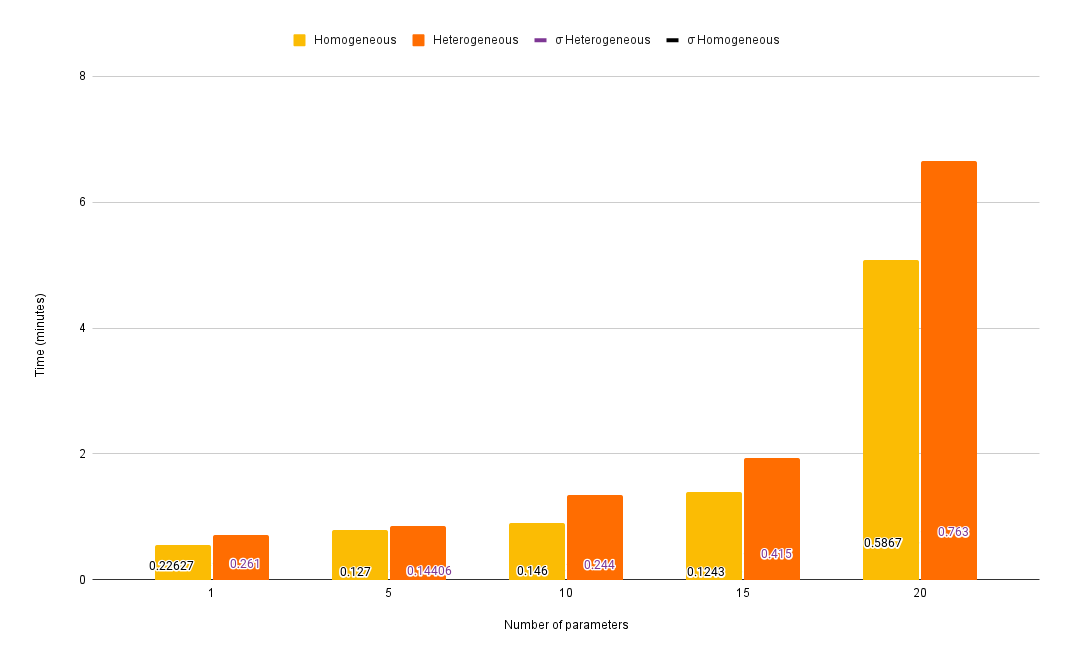 Homogeneous Heterogeneous σ Heterogeneous σ Homogeneous
8
6
4
2
0
Time (minutes)
0.22627 0.261 0.127 0.14406 0.146 0.244 0.1243 0.415 0.5867 0.763
1 5 10 15 20
Number of parameters